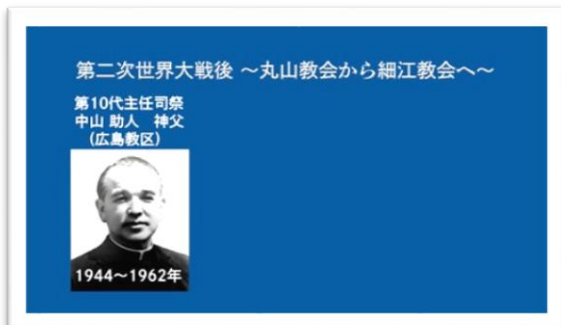 第二次世界大戦後 ～丸山教会から細江教会へ～
第10代主任司祭
中山 助人　神父
(広島教区)
1944～1962年